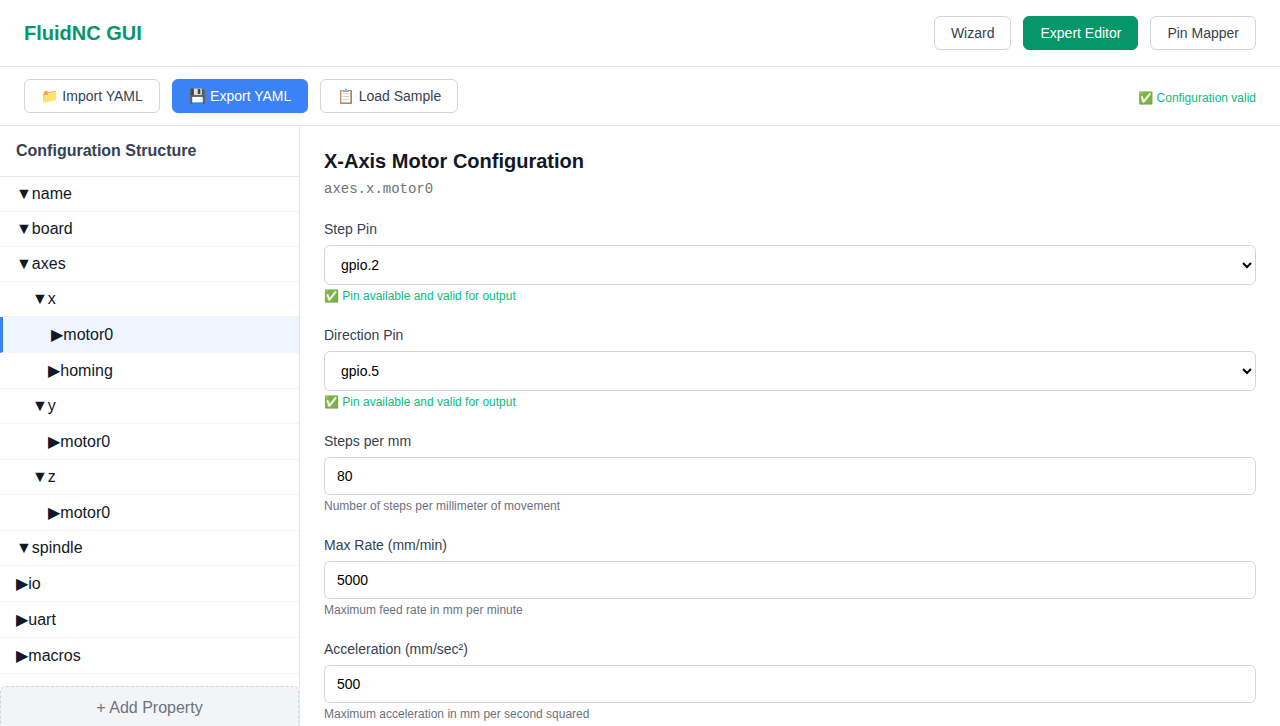 FluidNC GUI
Wizard
Expert Editor
Pin Mapper
📁 Import YAML
💾 Export YAML
📋 Load Sample
✅ Configuration valid
Configuration Structure
▼name
▼board
▼axes
▼x
▶motor0
▶homing
▼y
▶motor0
▼z
▶motor0
▼spindle
▶io
▶uart
▶macros
+ Add Property
X-Axis Motor Configuration
axes.x.motor0
Step Pin
gpio.2
✅ Pin available and valid for output
Direction Pin
gpio.5
✅ Pin available and valid for output
Steps per mm
80
Number of steps per millimeter of movement
Max Rate (mm/min)
5000
Maximum feed rate in mm per minute
Acceleration (mm/sec²)
500
Maximum acceleration in mm per second squared